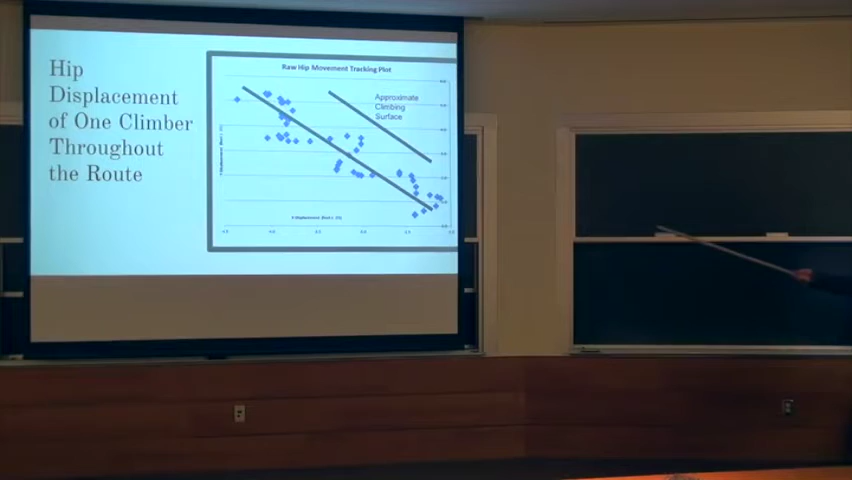 Hip
Displacement
of One Climber
Throughout
the Route
Raw Hip Movement Tracking Plot
Approximate
Climbing
Surface